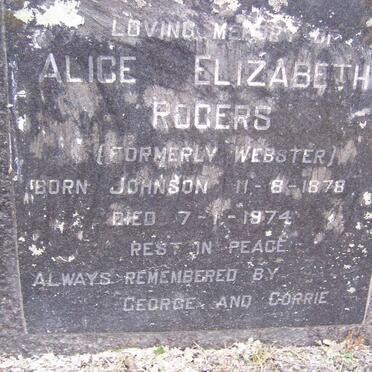 LOVING MEMORY OF
ALICE ELIZABETH
ROGERS
(FORMERLY WEBSTER)
BORN JOHNSON 11-8-1878
DIED 7-1-1974
REST IN PEACE
ALWAYS REMEMBERED BY
GEORGE AND CORRIE